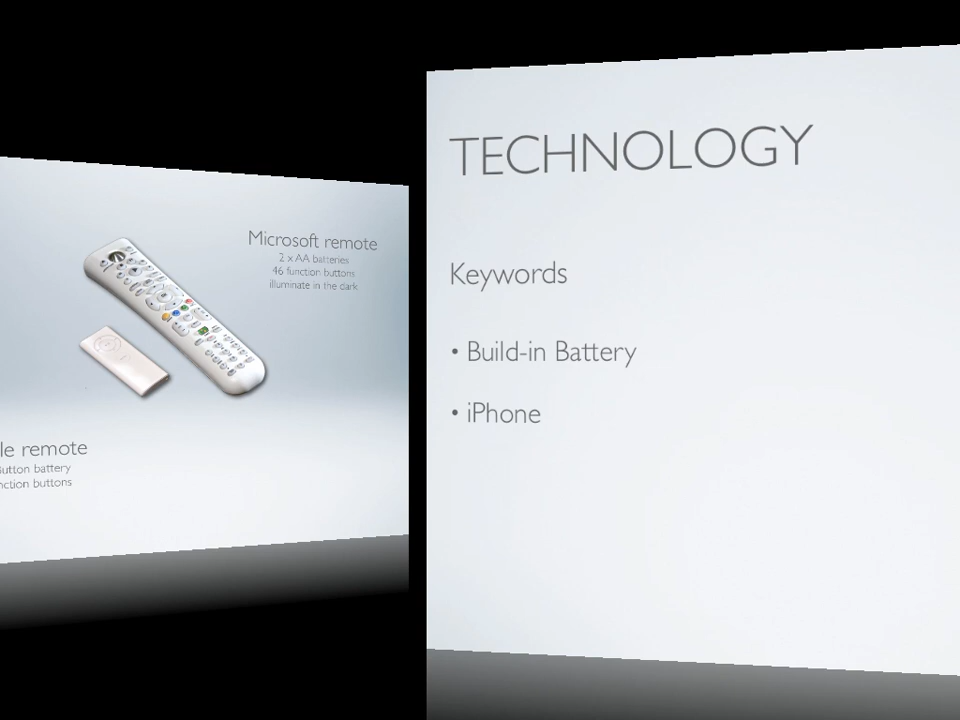 Microsoft remote
2 x AA batteries
46 function buttons
illuminate in the dark
le remote
utton battery
nction buttons
TECHNOLOGY
Keywords
• Build-in Battery
• iPhone